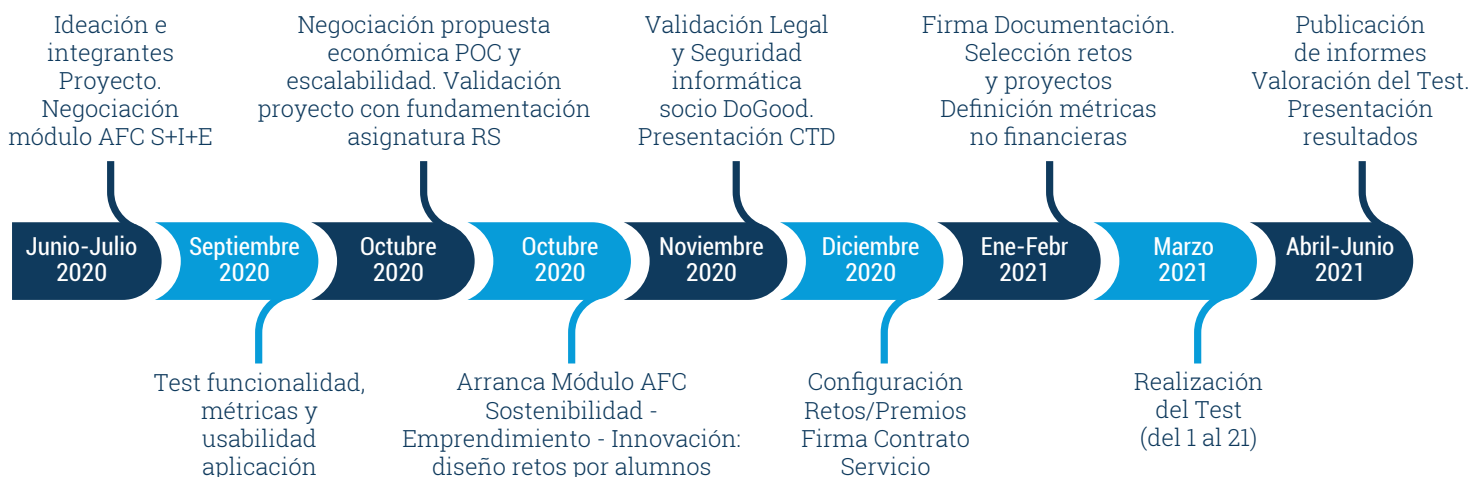 Ideación e
integrantes
Proyecto.
Negociación
módulo AFC S+I+E
Negociación propuesta
económica POC y
escalabilidad. Validación
proyecto con fundamentación
asignatura RS
Validación Legal
y Seguridad
informática
socio DoGood.
Presentación CTD
Firma Documentación.
Selección retos
y proyectos
Definición métricas
no financieras
Publicación
de informes
Valoración del Test.
Presentación
resultados
Junio-Julio
2020
Septiembre
2020
Octubre
2020
Octubre
2020
Noviembre
2020
Diciembre
2020
Ene-Febr
2021
Marzo
2021
Abril-Junio
2021
Test funcionalidad,
métricas y
usabilidad
aplicación
Arranca Módulo AFC
Sostenibilidad -
Emprendimiento - Innovación:
diseño retos por alumnos
Configuración
Retos/Premios
Firma Contrato
Servicio
Realización
del Test
(del 1 al 21)